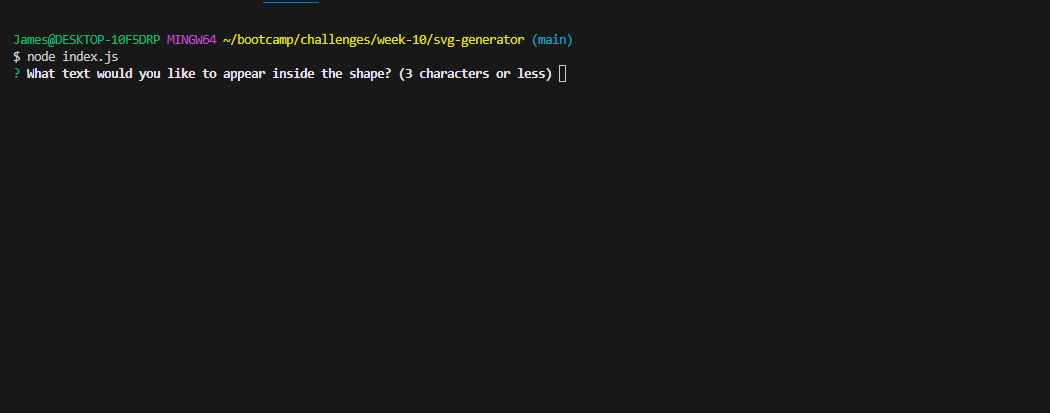 James@DESKTOP-10F5DRP MINGW64 ~/bootcamp/challenges/week-10/svg-generator (main)
$ node index.js
? What text would you like to appear inside the shape? (3 characters or less)